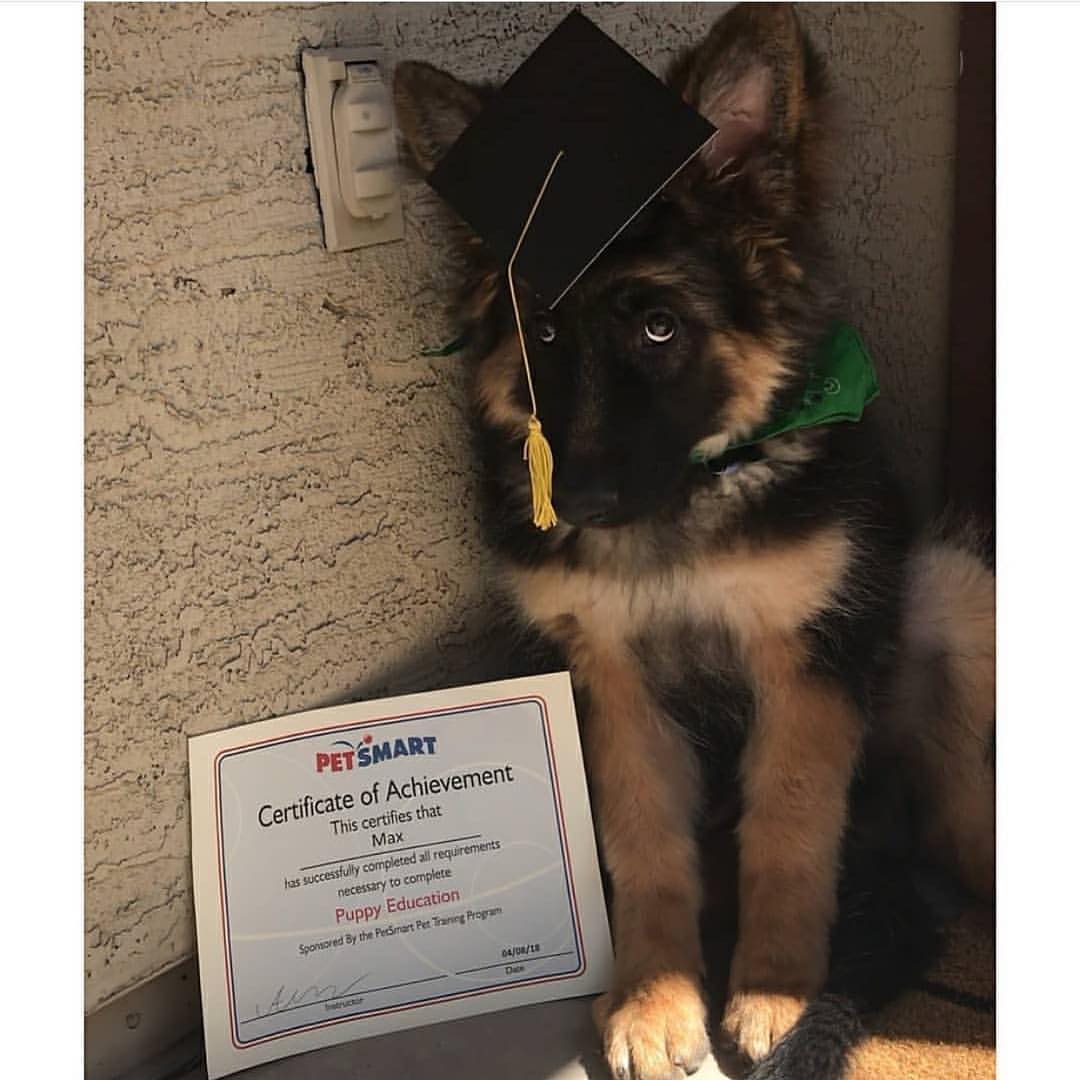 PETSMART
Certificate of Achievement
This certifies that
Max
has successfully completed all requirements
necessary to complete
Puppy Education
Sponsored By the PetSmart Pet Training Program
04/08/18
Date
Instructor